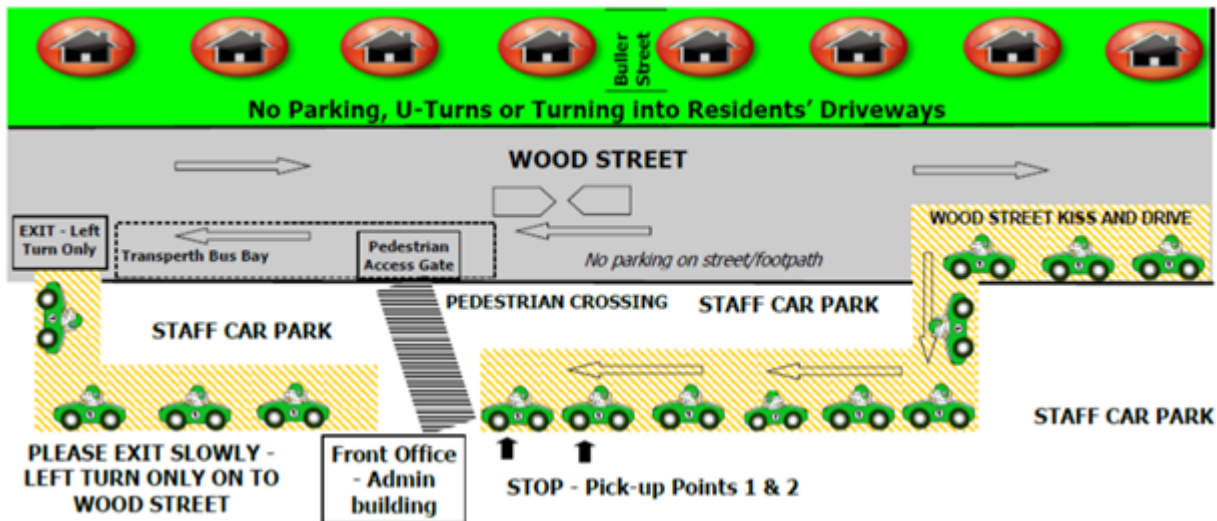 Buller
Street
No Parking, U-Turns or Turning into Residents' Driveways
WOOD STREET
WOOD STREET KISS AND DRIVE
EXIT - Left
Turn Only
Transperth Bus Bay
Pedestrian
Access Gate
No parking on street/footpath
PEDESTRIAN CROSSING
STAFF CAR PARK
STAFF CAR PARK
STAFF CAR PARK
PLEASE EXIT SLOWLY -
LEFT TURN ONLY ON TO
WOOD STREET
Front Office
- Admin
building
STOP - Pick-up Points 1 & 2